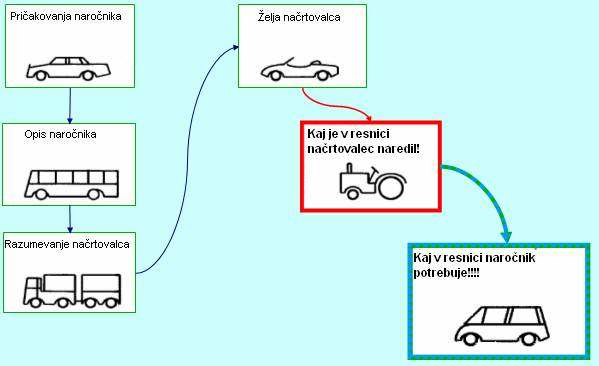 Pričakovanja naročnika
Opis naročnika
Razumevanje načrtovalca
Želja načrtovalca
Kaj je v resnici
načrtovalec naredil!
Kaj v resnici naročnik
potrebuje!!!!